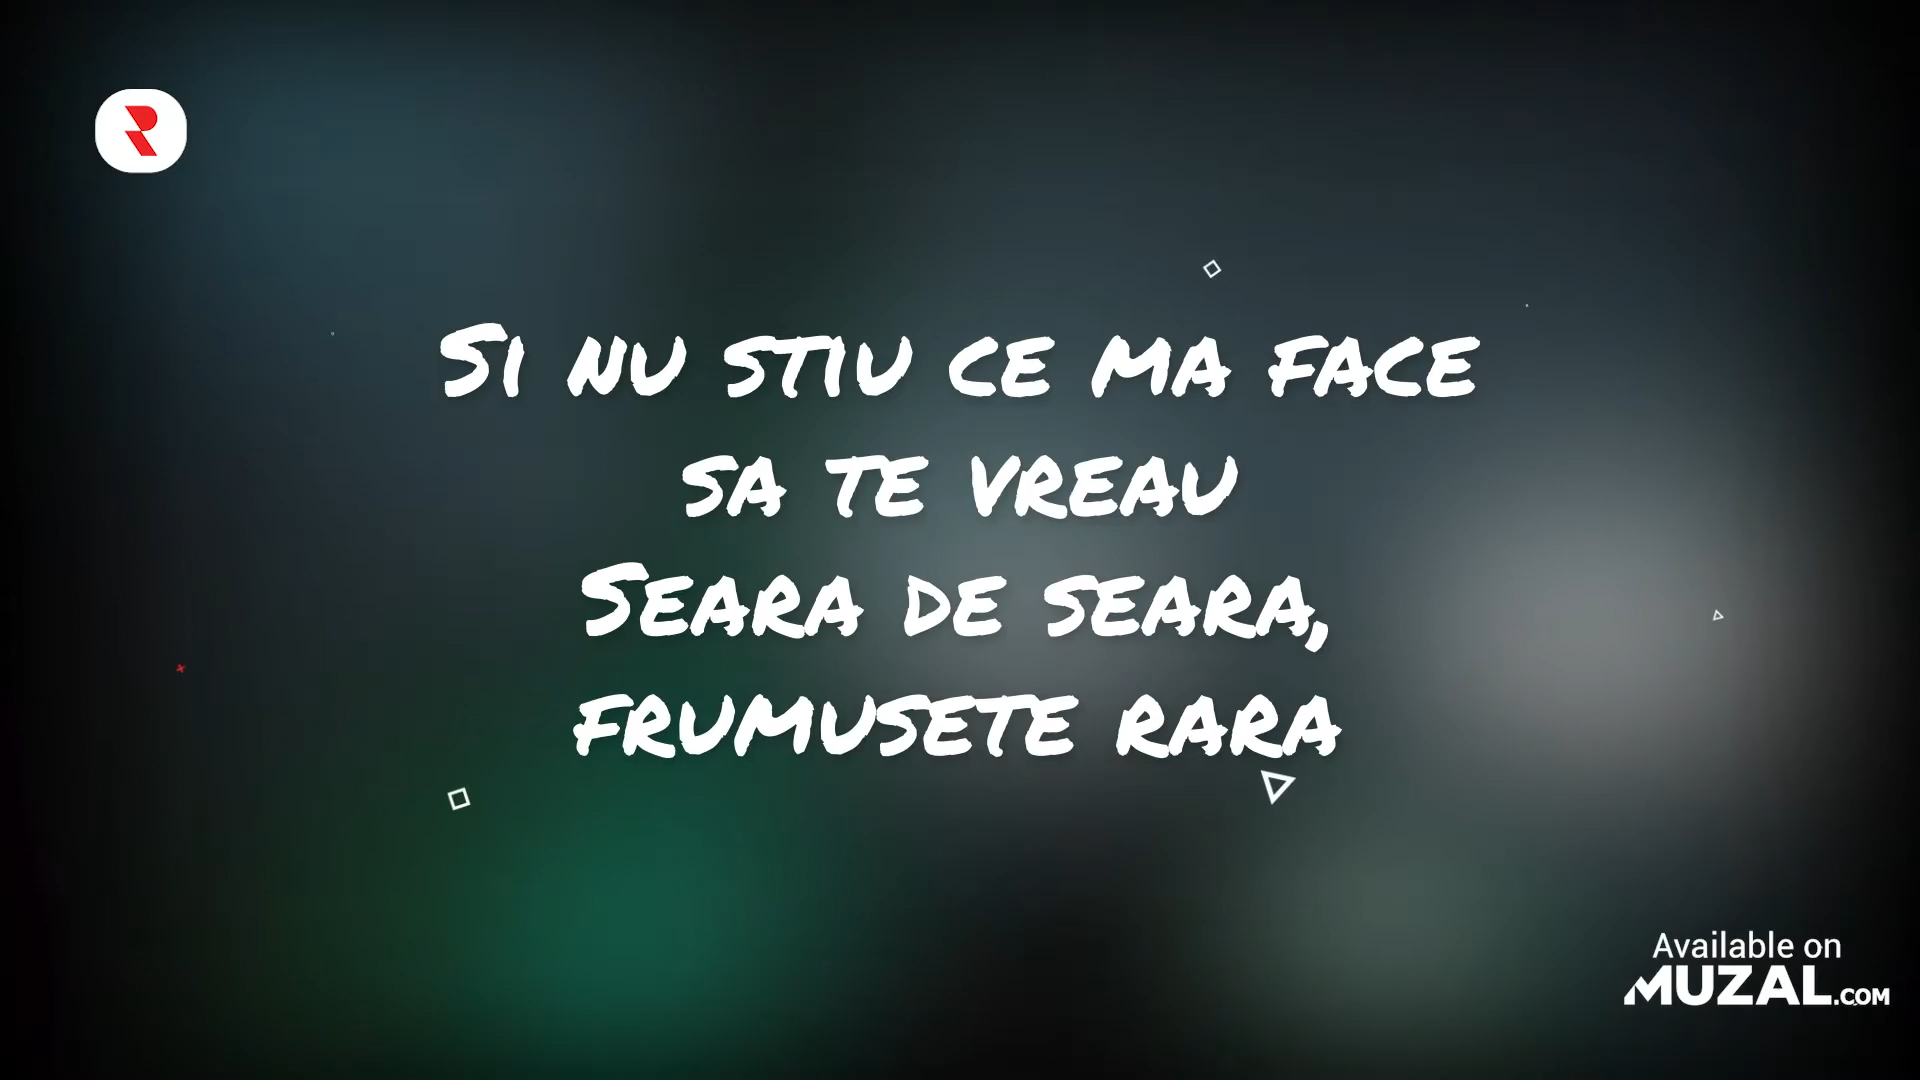 Si nu stiu ce ma face
sa te vreau
Seara de seara,
frumusete rara
Available on
MUZAL.COM